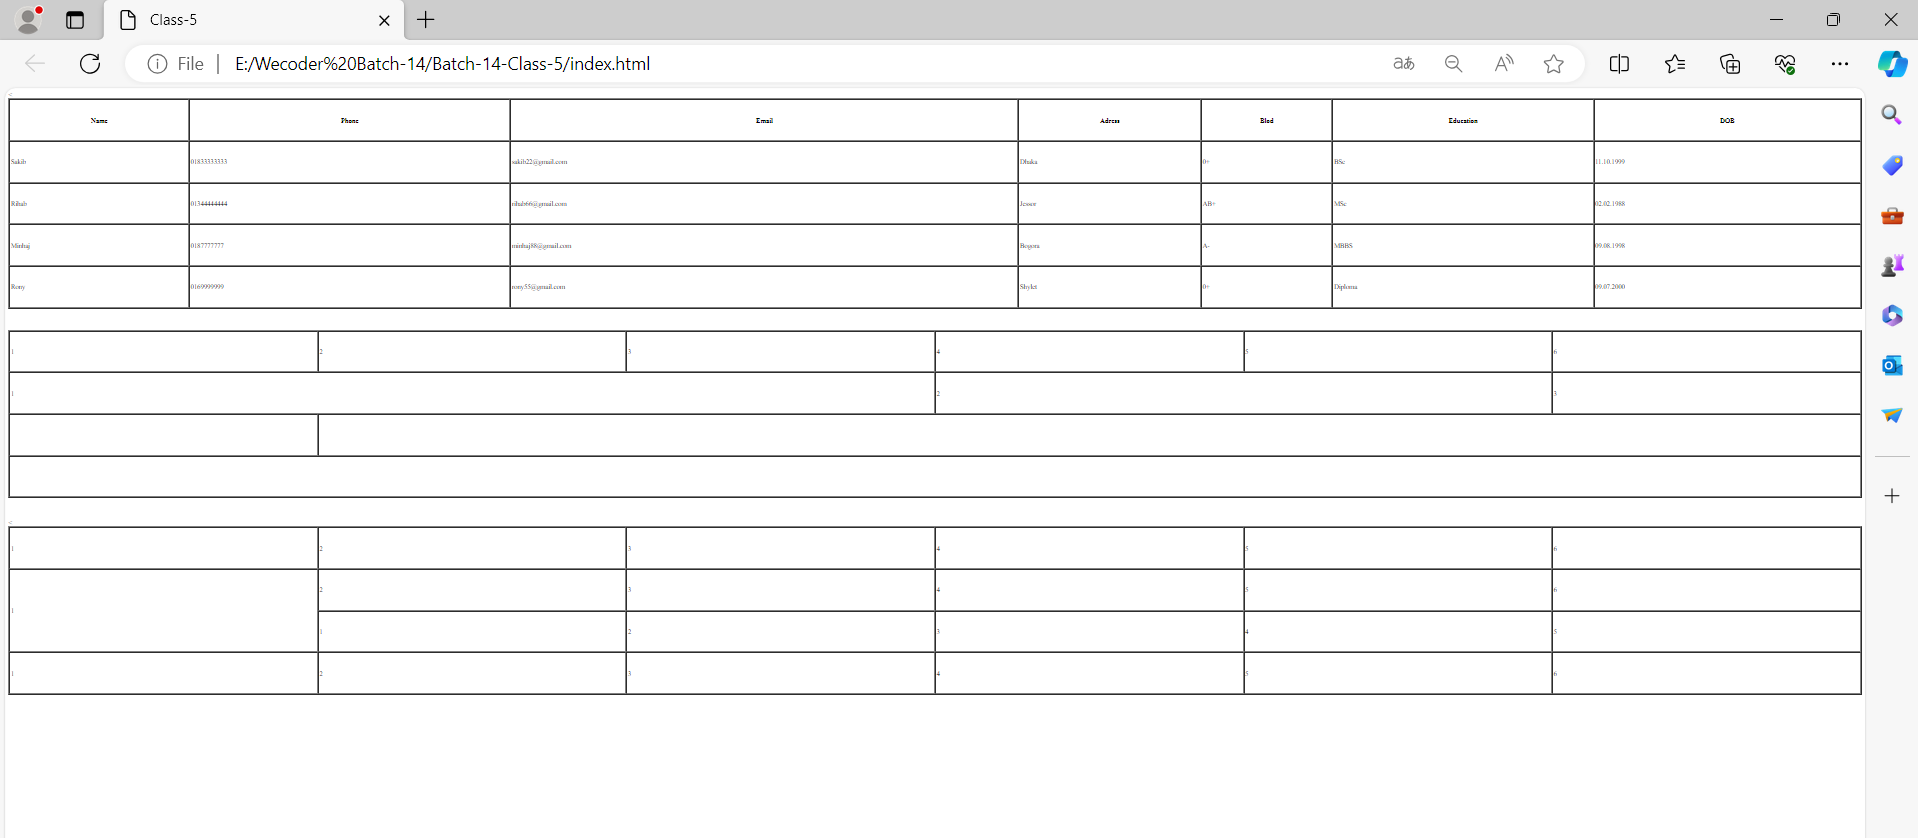 Class-5
File E:/Wecoder%20Batch-14/Batch-14-Class-5/index.html
<
Name Phone Email Adress Blod Education DOB
Sakib 01833333333 sakib22@gmail.com Dhaka 0+ BSc 11.10.1999
Rihab 01344444444 rihab66@gmail.com Jessor AB+ MSc 02.02.1988
Minhaj 0187777777 minhaj88@gmail.com Bogora A- MBBS 09.08.1998
Rony 0169999999 rony55@gmail.com Shylet 0+ Diploma 09.07.2000
1 2 3 4 5 6
1 2 3
<
1 2 3 4 5 6
1 2 3 4 5 6
1 2 3 4 5
1 2 3 4 5 6